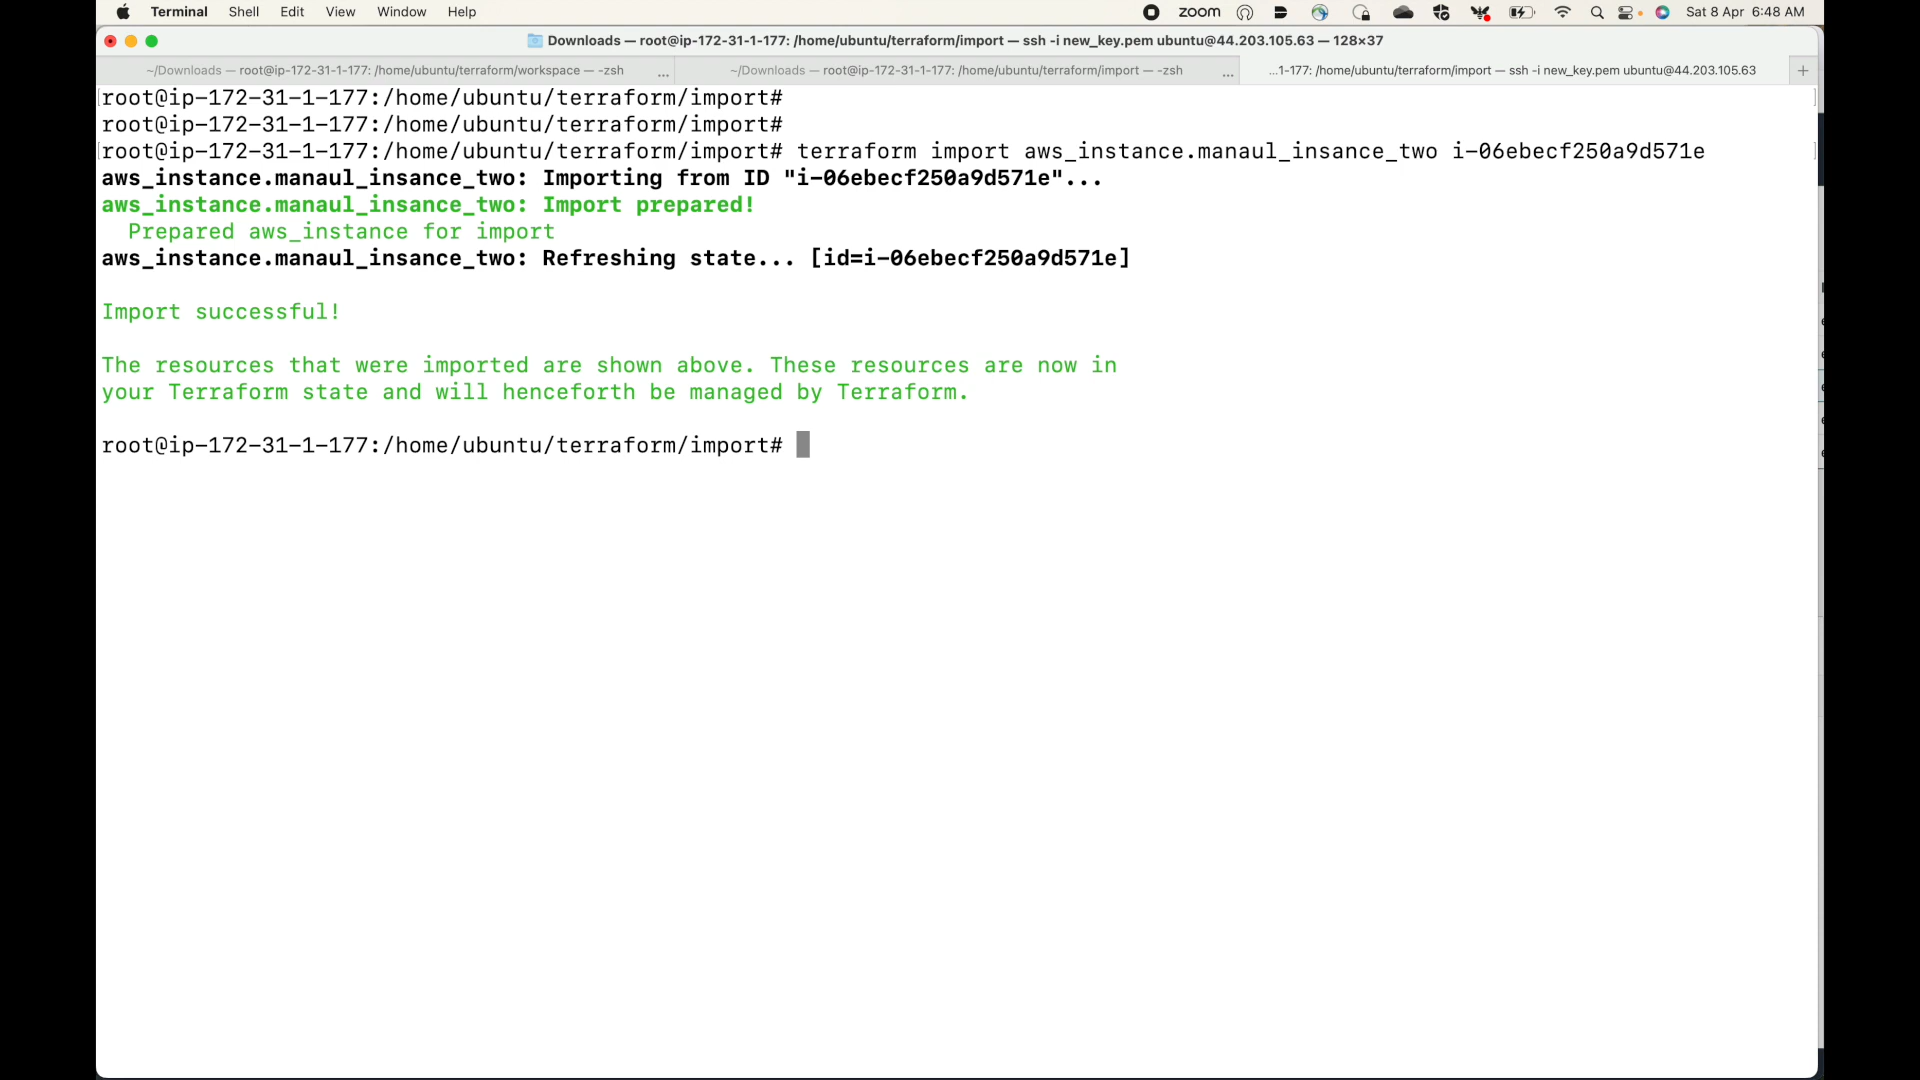 Terminal Shell Edit View Window Help zoom Sat 8 Apr 6:48 AM
Downloads — root@ip-172-31-1-177: /home/ubuntu/terraform/import — ssh -i new_key.pem ubuntu@44.203.105.63 — 128×37
~/Downloads — root@ip-172-31-1-177: /home/ubuntu/terraform/workspace — -zsh ... ~/Downloads — root@ip-172-31-1-177: /home/ubuntu/terraform/import — -zsh ... ...1-177: /home/ubuntu/terraform/import — ssh -i new_key.pem ubuntu@44.203.105.63 +
[root@ip-172-31-1-177:/home/ubuntu/terraform/import# ]
root@ip-172-31-1-177:/home/ubuntu/terraform/import#
[root@ip-172-31-1-177:/home/ubuntu/terraform/import# terraform import aws_instance.manaul_insance_two i-06ebecf250a9d571e ]
aws_instance.manaul_insance_two: Importing from ID "i-06ebecf250a9d571e"...
aws_instance.manaul_insance_two: Import prepared!
Prepared aws_instance for import
aws_instance.manaul_insance_two: Refreshing state... [id=i-06ebecf250a9d571e]
Import successful!
The resources that were imported are shown above. These resources are now in
your Terraform state and will henceforth be managed by Terraform.
root@ip-172-31-1-177:/home/ubuntu/terraform/import#